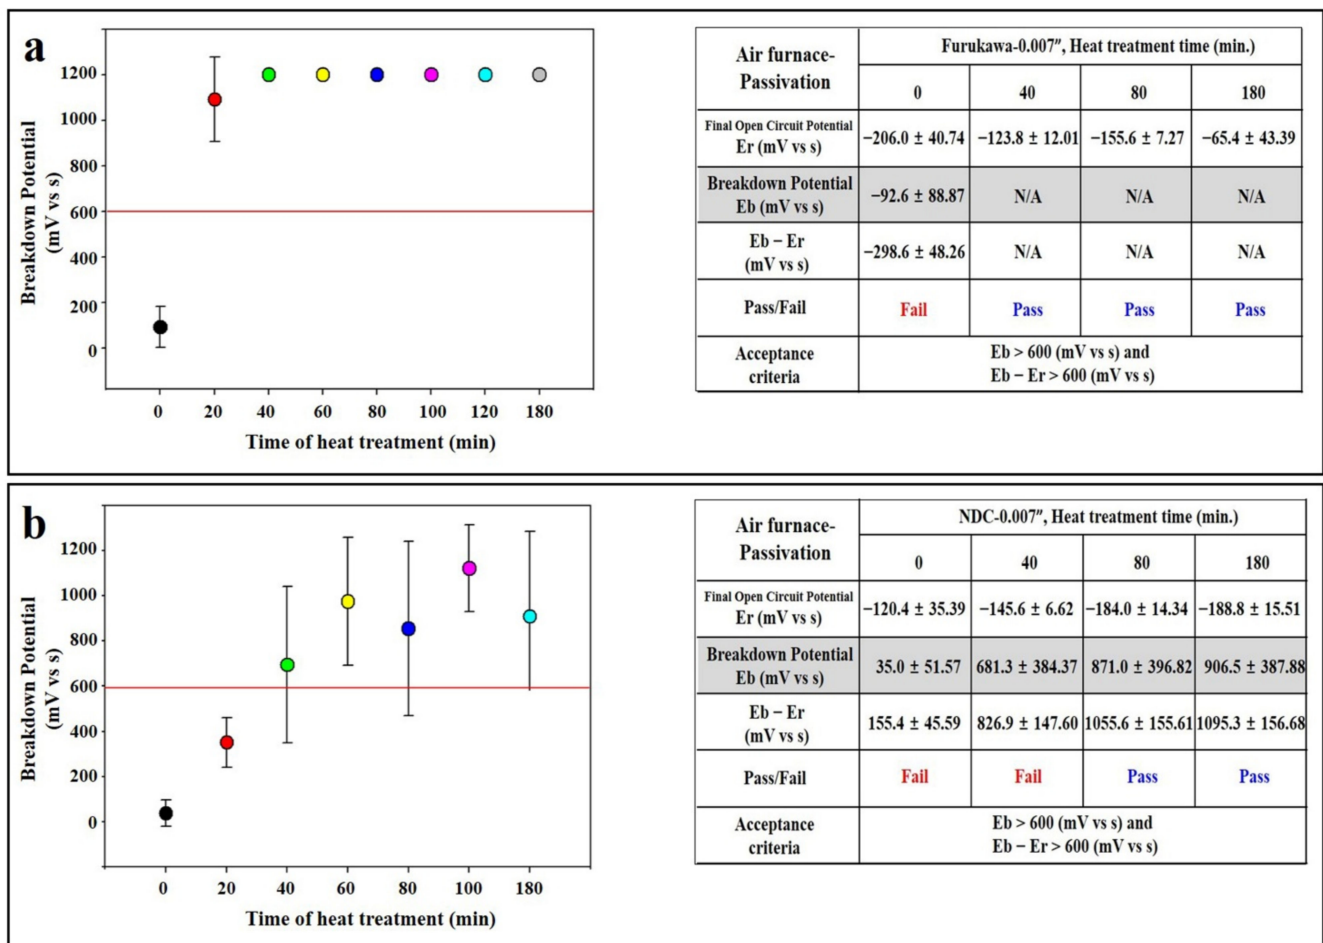 a
Breakdown Potential
(mV vs s)
1200
1000
800
600
400
200
0
0 20 40 60 80 100 120 180
Time of heat treatment (min)
Air furnace-
Passivation
Furukawa-0.007″, Heat treatment time (min.)
0 40 80 180
Final Open Circuit Potential
Er (mV vs s)
−206.0 ± 40.74 −123.8 ± 12.01 −155.6 ± 7.27 −65.4 ± 43.39
Breakdown Potential
Eb (mV vs s)
−92.6 ± 88.87 N/A N/A N/A
Eb − Er
(mV vs s)
−298.6 ± 48.26 N/A N/A N/A
Pass/Fail Fail Pass Pass Pass
Acceptance
criteria
Eb > 600 (mV vs s) and
Eb − Er > 600 (mV vs s)
b
Breakdown Potential
(mV vs s)
1200
1000
800
600
400
200
0
0 20 40 60 80 100 180
Time of heat treatment (min)
Air furnace-
Passivation
NDC-0.007″, Heat treatment time (min.)
0 40 80 180
Final Open Circuit Potential
Er (mV vs s)
−120.4 ± 35.39 −145.6 ± 6.62 −184.0 ± 14.34 −188.8 ± 15.51
Breakdown Potential
Eb (mV vs s)
35.0 ± 51.57 681.3 ± 384.37 871.0 ± 396.82 906.5 ± 387.88
Eb − Er
(mV vs s)
155.4 ± 45.59 826.9 ± 147.60 1055.6 ± 155.61 1095.3 ± 156.68
Pass/Fail Fail Fail Pass Pass
Acceptance
criteria
Eb > 600 (mV vs s) and
Eb − Er > 600 (mV vs s)